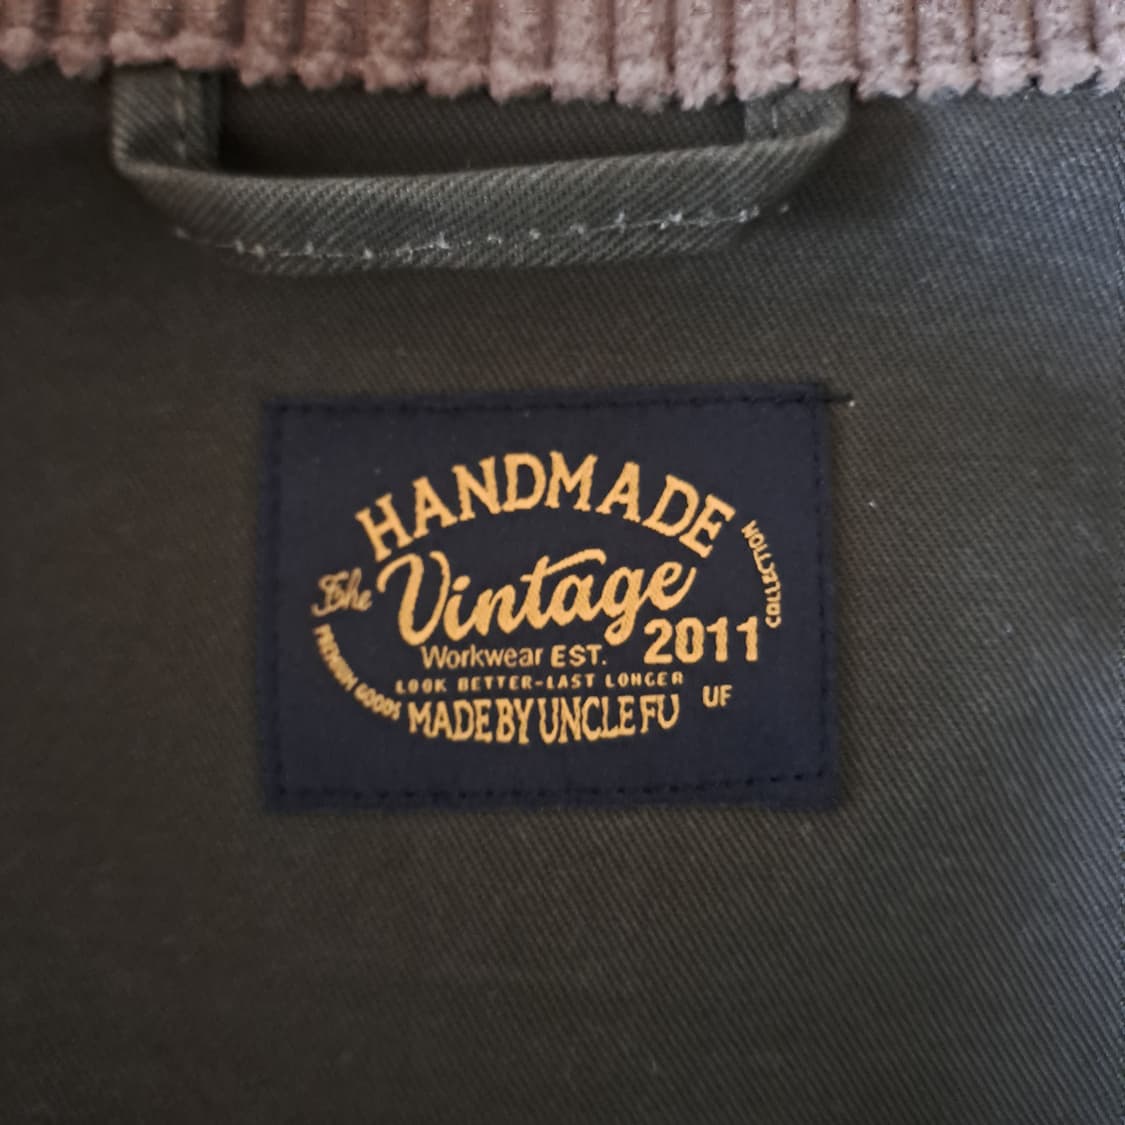 HANDMADE
The Vintage
COLLECTION
Workwear EST. 2011
LOOK BETTER-LAST LONGER
PREMIUM GOODS
MADE BY UNCLE FU
UF